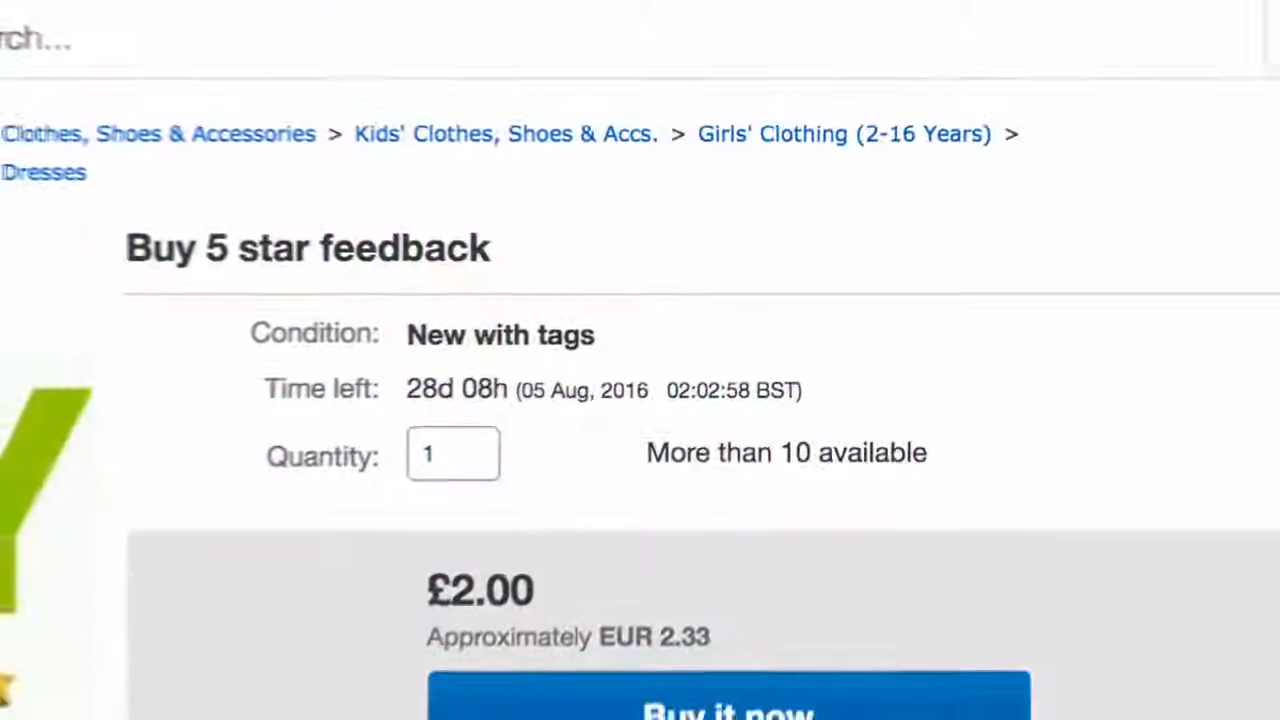 rch...
Clothes, Shoes & Accessories > Kids' Clothes, Shoes & Accs. > Girls' Clothing (2-16 Years) >
Dresses
Buy 5 star feedback
Condition: New with tags
Time left: 28d 08h (05 Aug, 2016 02:02:58 BST)
Quantity: 1 More than 10 available
Y
£2.00
Approximately EUR 2.33
Buy it now